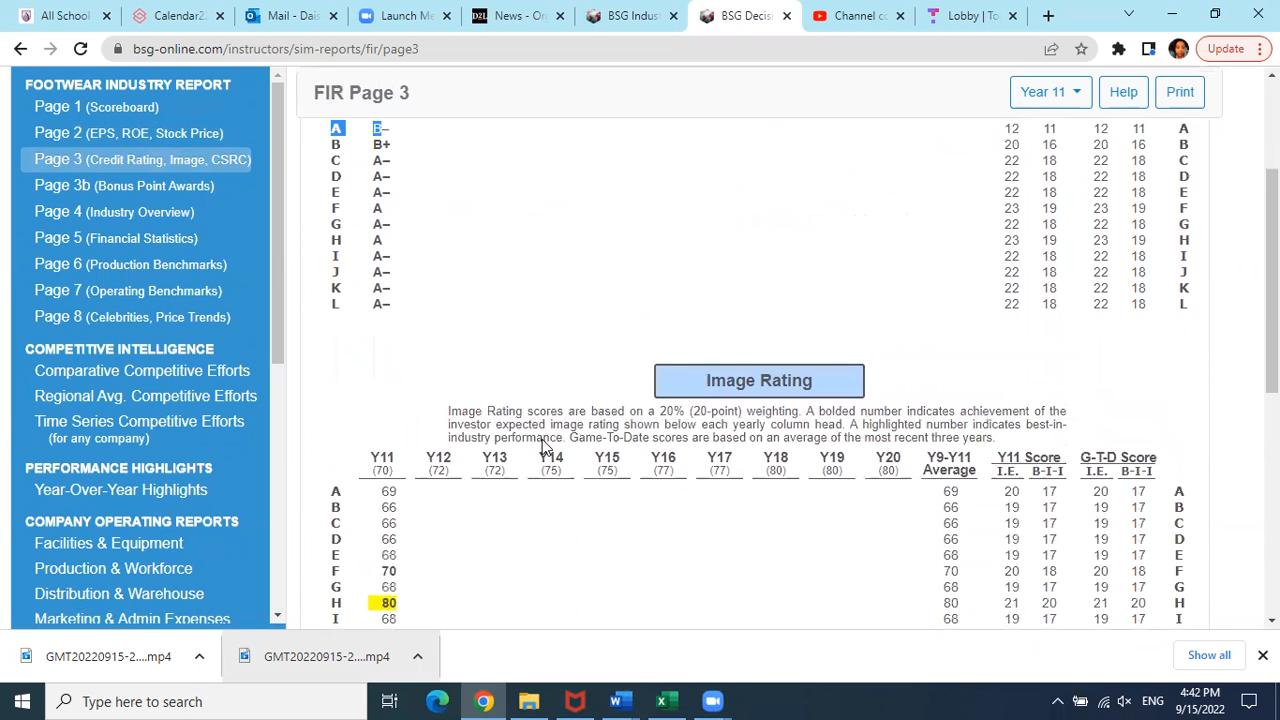 All School
Calendar22
Mail - Dais
Launch Me
D2L
News - On
BSG Indust
BSG Decis
Channel co
Lobby | To
bsg-online.com/instructors/sim-reports/fir/page3
Update
FOOTWEAR INDUSTRY REPORT
Page 1 (Scoreboard)
Page 2 (EPS, ROE, Stock Price)
Page 3 (Credit Rating, Image, CSRC)
Page 3b (Bonus Point Awards)
Page 4 (Industry Overview)
Page 5 (Financial Statistics)
Page 6 (Production Benchmarks)
Page 7 (Operating Benchmarks)
Page 8 (Celebrities, Price Trends)
COMPETITIVE INTELLIGENCE
Comparative Competitive Efforts
Regional Avg. Competitive Efforts
Time Series Competitive Efforts
(for any company)
PERFORMANCE HIGHLIGHTS
Year-Over-Year Highlights
COMPANY OPERATING REPORTS
Facilities & Equipment
Production & Workforce
Distribution & Warehouse
Marketing & Admin Expenses
FIR Page 3
Year 11
Help
Print
A B– 12 11 12 11 A
B B+ 20 16 20 16 B
C A– 22 18 22 18 C
D A– 22 18 22 18 D
E A– 22 18 22 18 E
F A 23 19 23 19 F
G A– 22 18 22 18 G
H A 23 19 23 19 H
I A– 22 18 22 18 I
J A– 22 18 22 18 J
K A– 22 18 22 18 K
L A– 22 18 22 18 L
Image Rating
Image Rating scores are based on a 20% (20-point) weighting. A bolded number indicates achievement of the
investor expected image rating shown below each yearly column head. A highlighted number indicates best-in-
industry performance. Game-To-Date scores are based on an average of the most recent three years.
Y11 Y12 Y13 Y14 Y15 Y16 Y17 Y18 Y19 Y20 Y9-Y11 Y11 Score G-T-D Score
(70) (72) (72) (75) (75) (77) (77) (80) (80) (80) Average I.E. B-I-I I.E. B-I-I
A 69 69 20 17 20 17 A
B 66 66 19 17 19 17 B
C 66 66 19 17 19 17 C
D 66 66 19 17 19 17 D
E 68 68 19 17 19 17 E
F 70 70 20 18 20 18 F
G 68 68 19 17 19 17 G
H 80 80 21 20 21 20 H
I 68 68 19 17 19 17 I
GMT20220915-2....mp4
GMT20220915-2....mp4
Show all
Type here to search
ENG
4:42 PM
9/15/2022